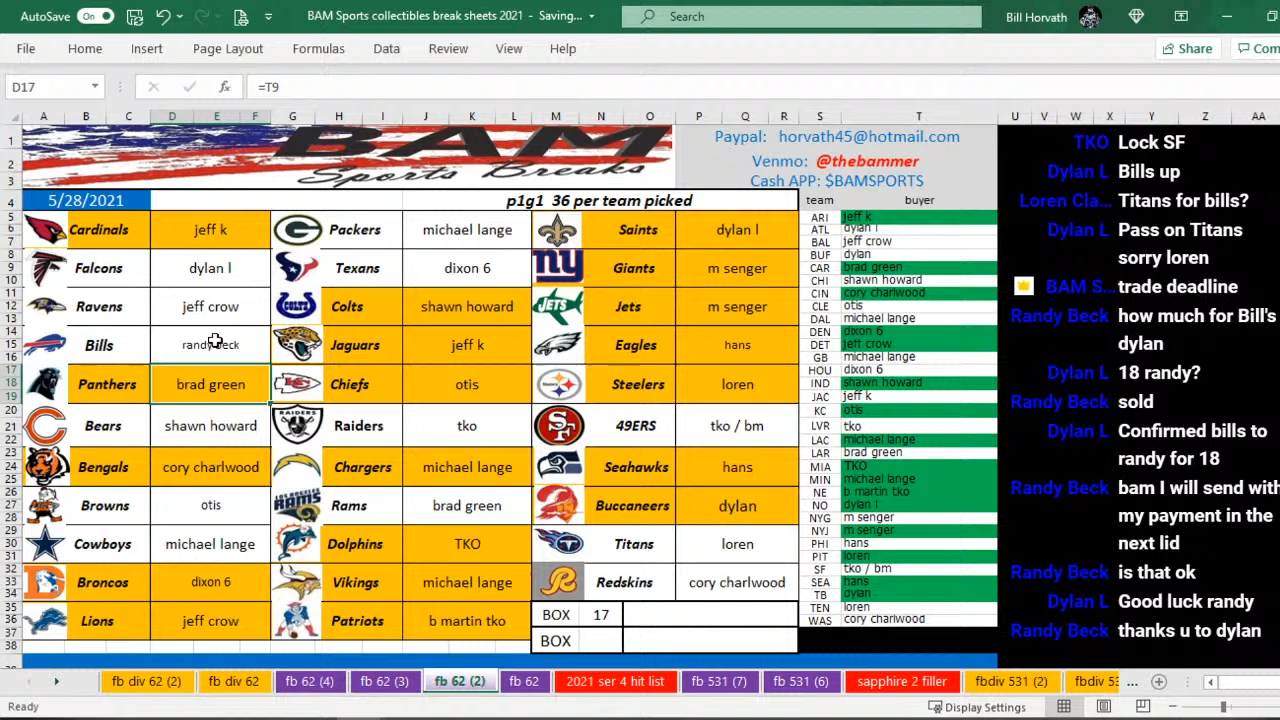 AutoSave On BAM Sports collectibles break sheets 2021 - Saving... Search Bill Horvath
File Home Insert Page Layout Formulas Data Review View Help Share Com
D17 fx =T9
A B C D E F G H I J K L M N O P Q R S T U V W X Y Z AA
BAM
Sports Breaks
Paypal: horvath45@hotmail.com
Venmo: @thebammer
Cash APP: $BAMSPORTS
5/28/2021 p1g1 36 per team picked team buyer
Cardinals jeff k Packers michael lange Saints dylan l
Falcons dylan l Texans dixon 6 Giants m senger
Ravens jeff crow Colts shawn howard Jets m senger
Bills randy beck Jaguars jeff k Eagles hans
Panthers brad green Chiefs otis Steelers loren
Bears shawn howard Raiders tko 49ERS tko / bm
Bengals cory charlwood Chargers michael lange Seahawks hans
Browns otis Rams brad green Buccaneers dylan
Cowboys michael lange Dolphins TKO Titans loren
Broncos dixon 6 Vikings michael lange Redskins cory charlwood
Lions jeff crow Patriots b martin tko BOX 17
BOX
ARI jeff k
ATL dylan l
BAL jeff crow
BUF dylan
CAR brad green
CHI shawn howard
CIN cory charlwood
CLE otis
DAL michael lange
DEN dixon 6
DET jeff crow
GB michael lange
HOU dixon 6
IND shawn howard
JAC jeff k
KC otis
LVR tko
LAC michael lange
LAR brad green
MIA TKO
MIN michael lange
NE b martin tko
NO dylan l
NYG m senger
NYJ m senger
PHI hans
PIT loren
SF tko / bm
SEA hans
TB dylan
TEN loren
WAS cory charlwood
TKO Lock SF
Dylan L Bills up
Loren Cla... Titans for bills?
Dylan L Pass on Titans
sorry loren
BAM S... trade deadline
Randy Beck how much for Bill's
dylan
Dylan L 18 randy?
Randy Beck sold
Dylan L Confirmed bills to
randy for 18
Randy Beck bam I will send with
my payment in the
next lid
Randy Beck is that ok
Dylan L Good luck randy
Randy Beck thanks u to dylan
fb div 62 (2) fb div 62 fb 62 (4) fb 62 (3) fb 62 (2) fb 62 2021 ser 4 hit list fb 531 (7) fb 531 (6) sapphire 2 filler fbdiv 531 (2) fbdiv 53 ...
Ready Display Settings